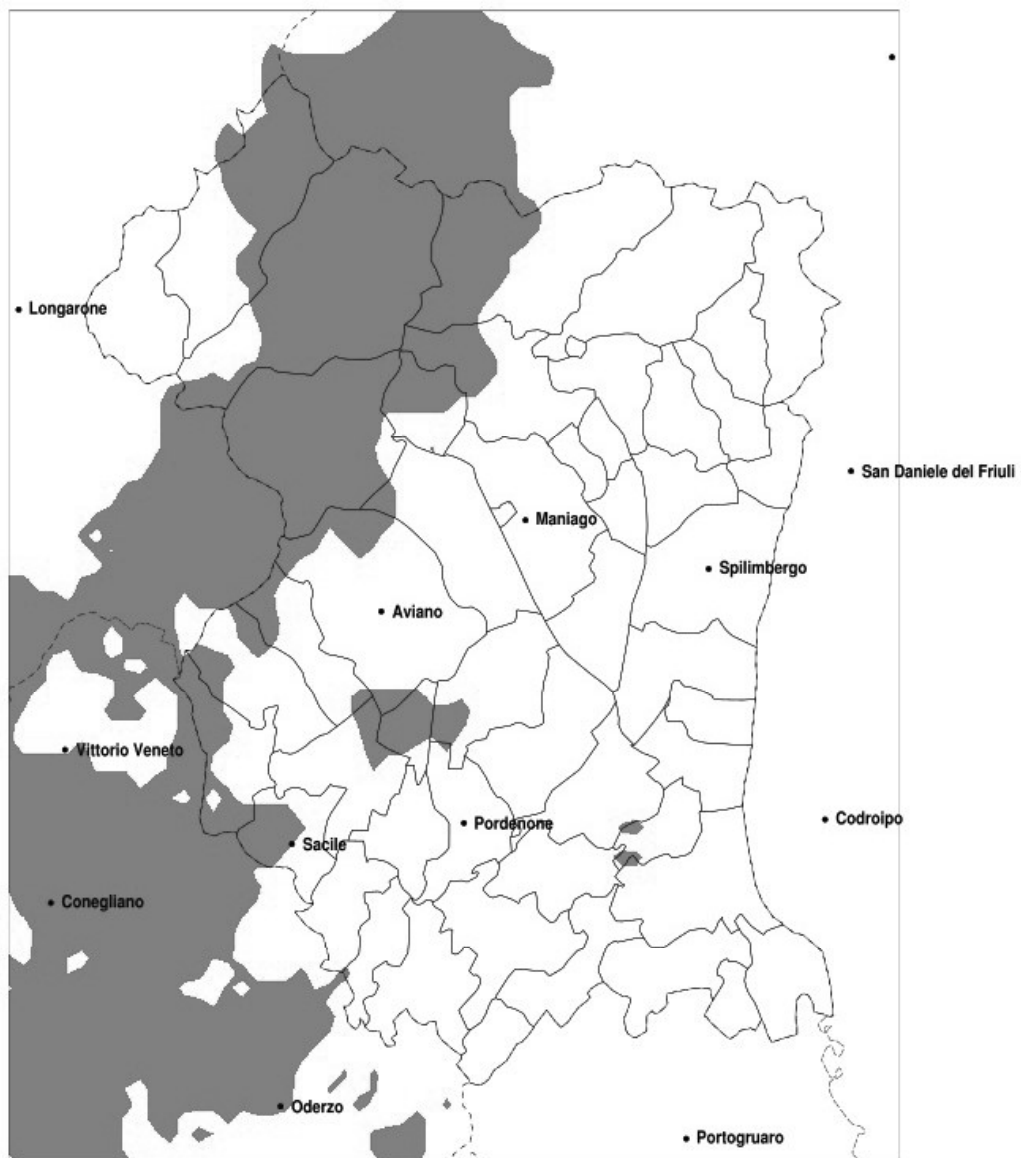 Longarone
San Daniele del Friuli
Maniago
Spilimbergo
Aviano
Vittorio Veneto
Codroipo
Pordenone
Sacile
Conegliano
Oderzo
Portogruaro